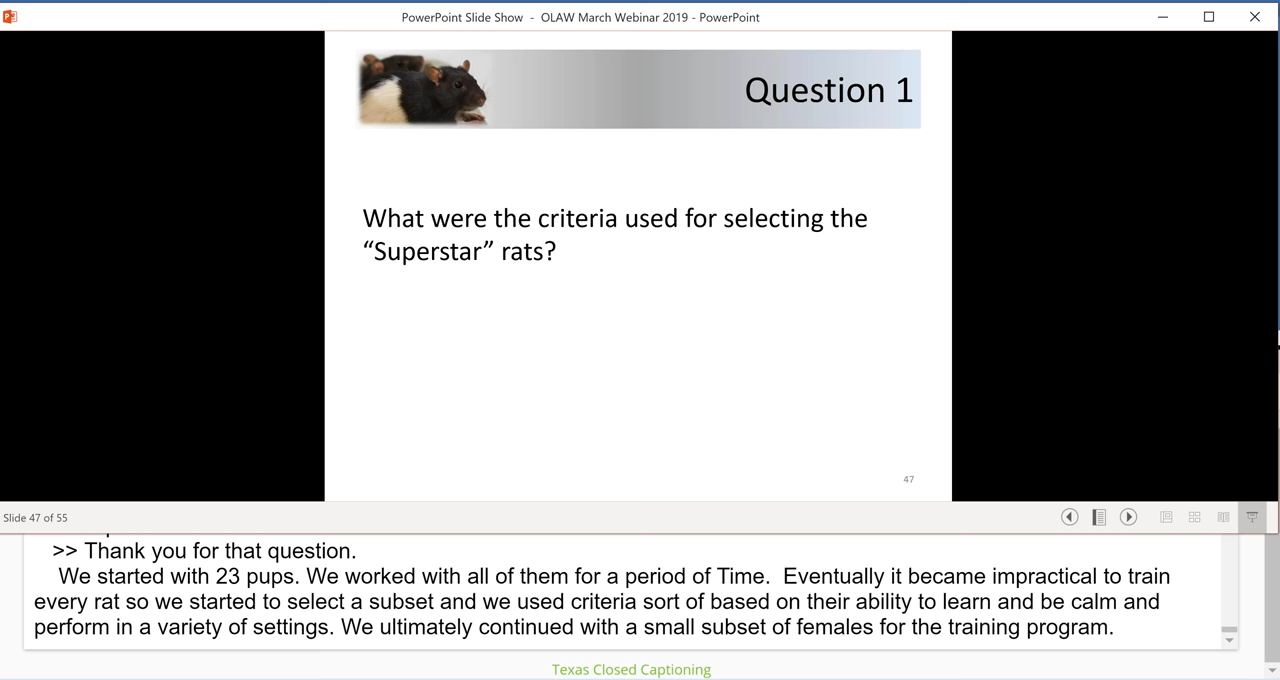 PowerPoint Slide Show - OLAW March Webinar 2019 - PowerPoint
Question 1
What were the criteria used for selecting the
“Superstar” rats?
47
Slide 47 of 55
>> Thank you for that question.
We started with 23 pups. We worked with all of them for a period of Time. Eventually it became impractical to train
every rat so we started to select a subset and we used criteria sort of based on their ability to learn and be calm and
perform in a variety of settings. We ultimately continued with a small subset of females for the training program.
Texas Closed Captioning